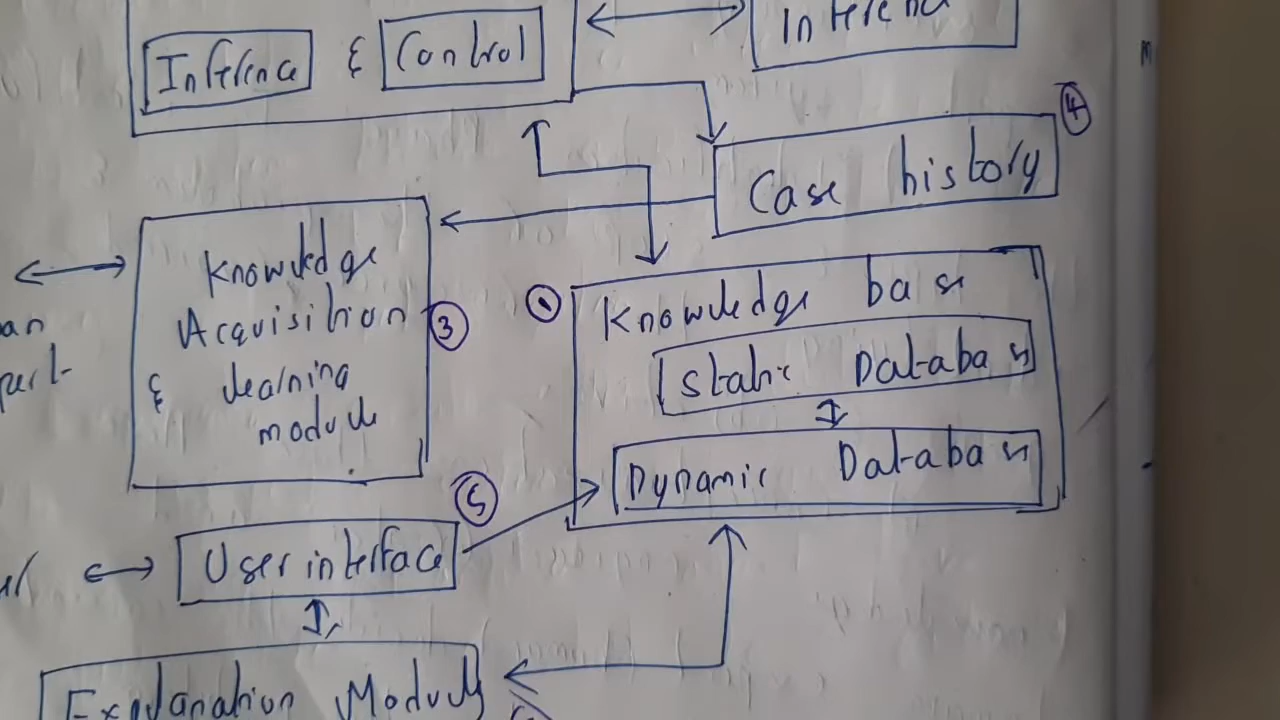 Inference & Control
④
Case history
Knowledge
Acquisition
& learning
module
③
①
Knowledge base
Static Database
Dynamic Database
⑤
User interface
Explanation Module